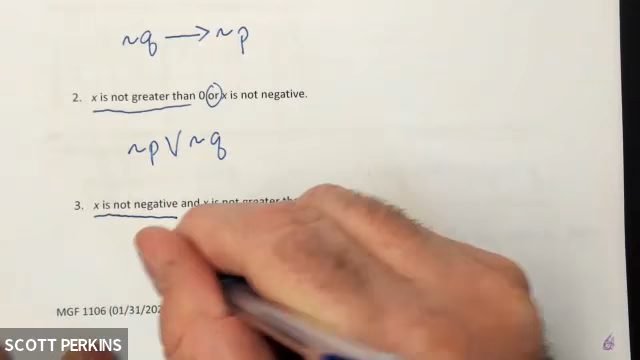 ~q → ~p
2. x is not greater than 0 or x is not negative.
~p ∨ ~q
3. x is not negative and x is not greater
MGF 1106 (01/31/202
SCOTT PERKINS